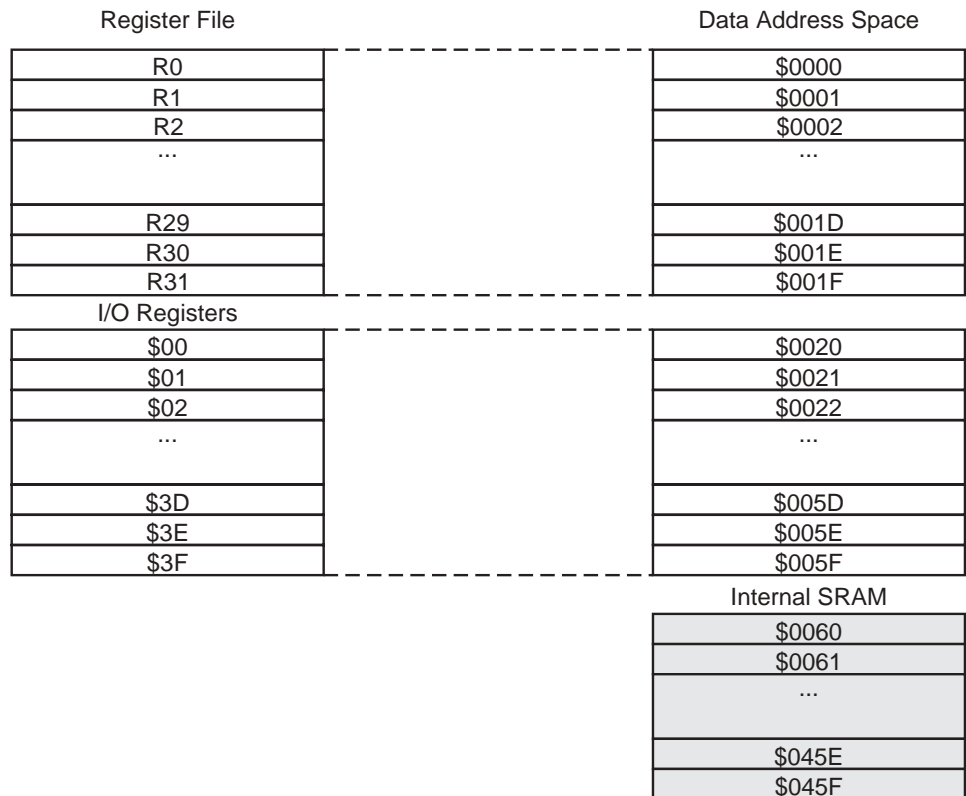 Register File Data Address Space
R0 $0000
R1 $0001
R2 $0002
... ...
R29 $001D
R30 $001E
R31 $001F
I/O Registers
$00 $0020
$01 $0021
$02 $0022
... ...
$3D $005D
$3E $005E
$3F $005F
Internal SRAM
$0060
$0061
...
$045E
$045F